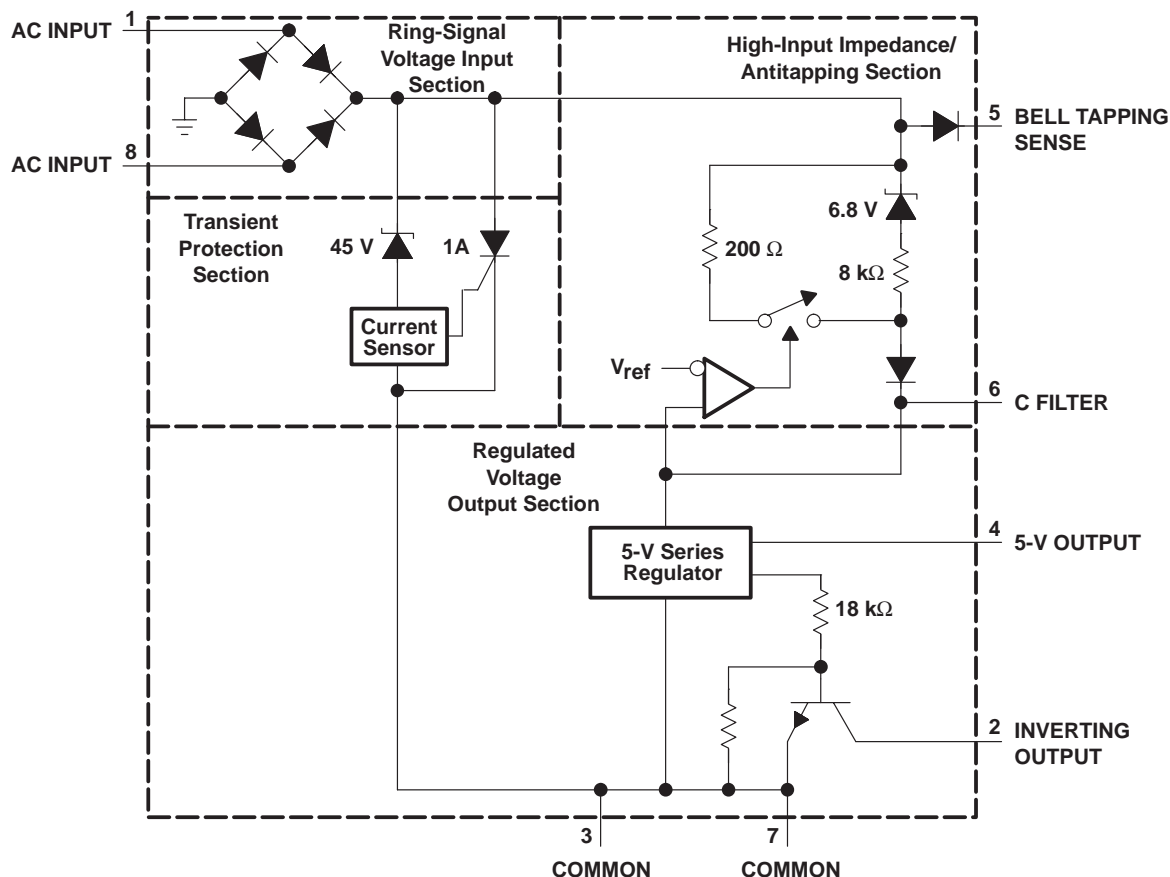 1
AC INPUT
8
AC INPUT
Ring-Signal
Voltage Input
Section
High-Input Impedance/
Antitapping Section
5
BELL TAPPING
SENSE
Transient
Protection
Section
45 V
1A
Current
Sensor
6.8 V
200 Ω
8 kΩ
Vref
6
C FILTER
Regulated
Voltage
Output Section
5-V Series
Regulator
4
5-V OUTPUT
18 kΩ
2
INVERTING
OUTPUT
3
COMMON
7
COMMON